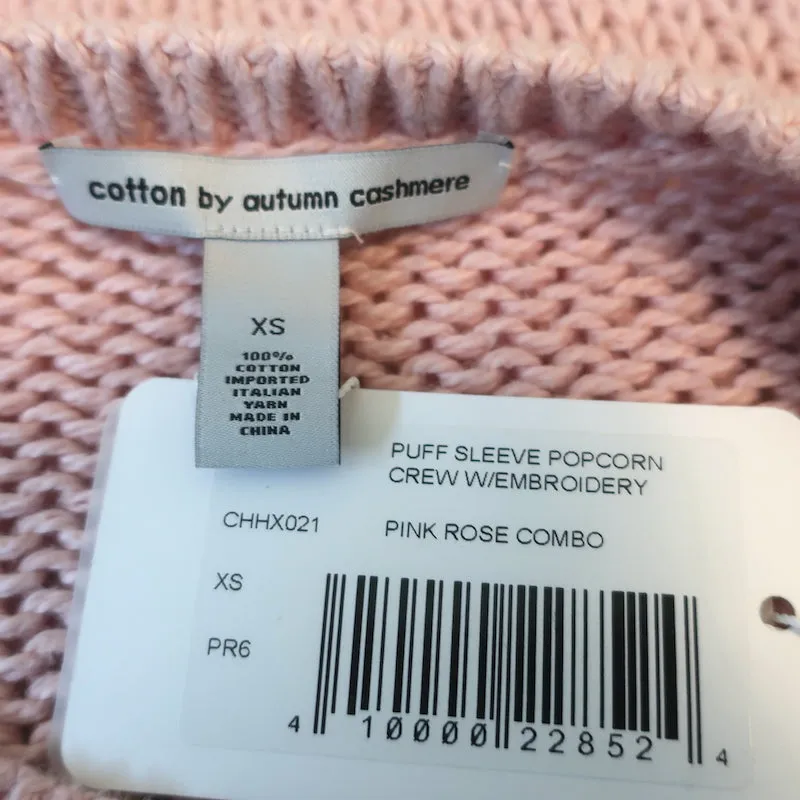 cotton by autumn cashmere
XS
100%
COTTON
IMPORTED
ITALIAN
YARN
MADE IN
CHINA
PUFF SLEEVE POPCORN
CREW W/EMBROIDERY
CHHX021 PINK ROSE COMBO
XS
PR6
4 10000 22852 4